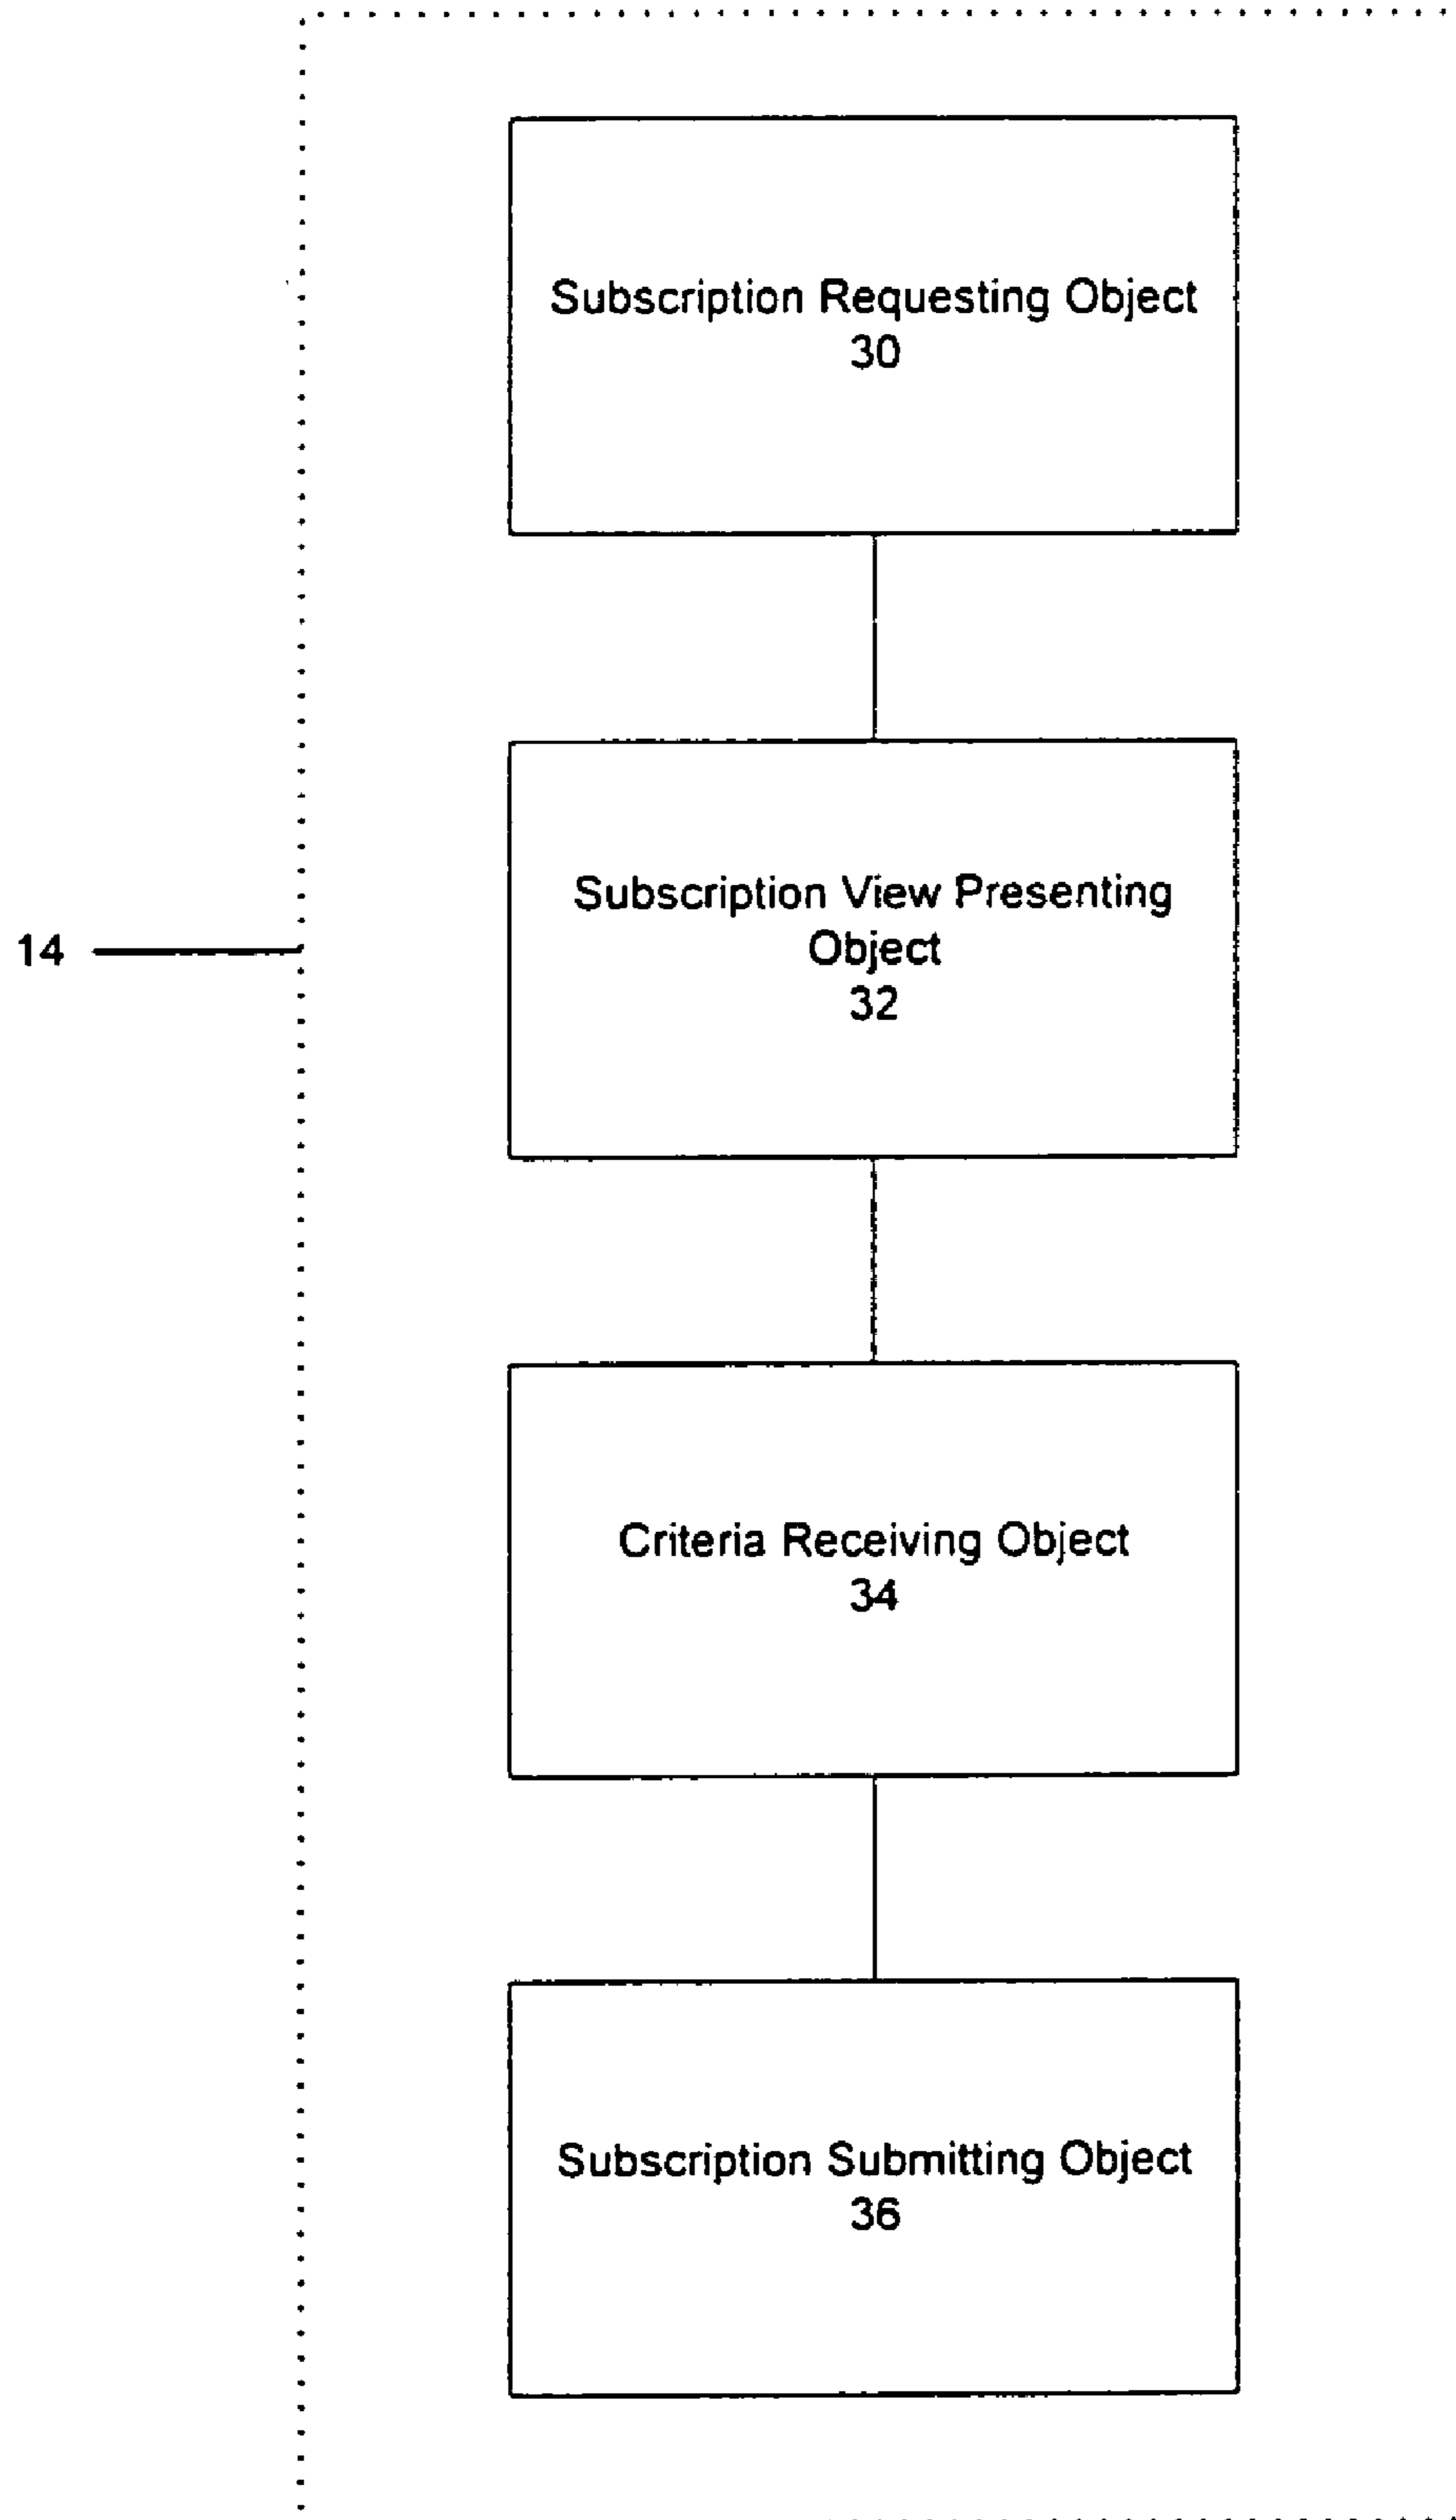 Subscription Requesting Object
30
Subscription View Presenting
Object
32
14
Criteria Receiving Object
34
Subscription Submitting Object
36